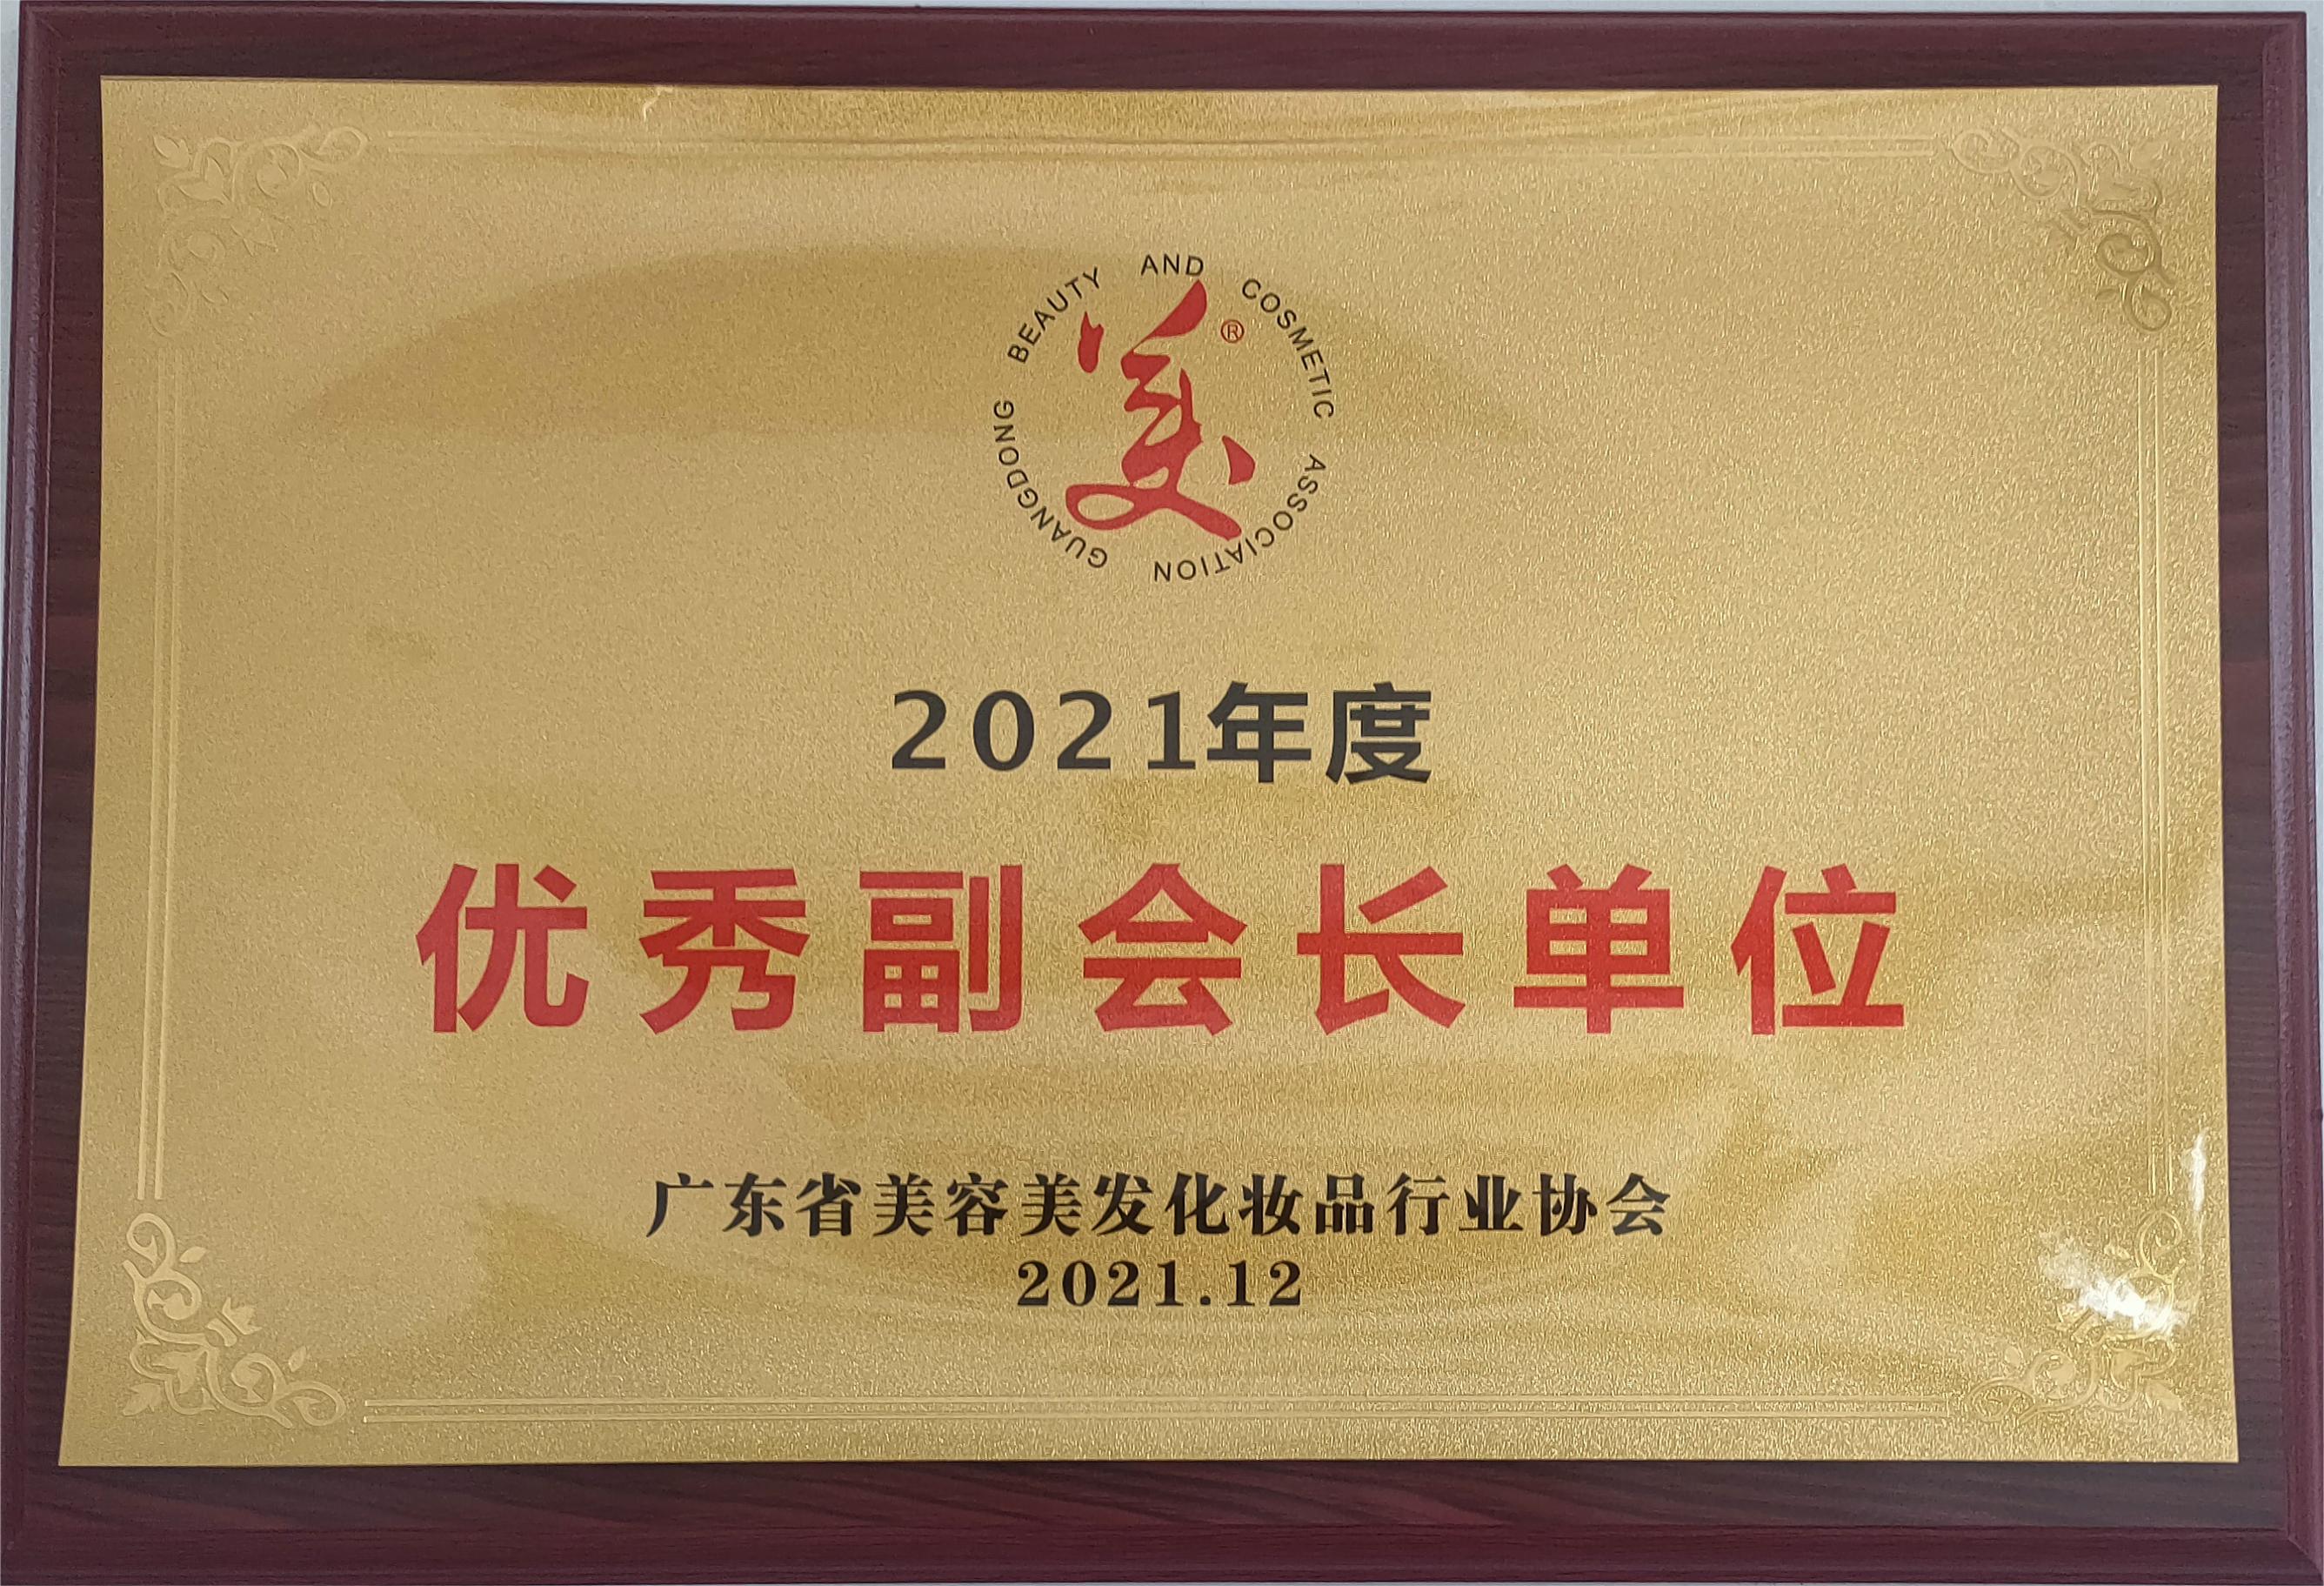 GUANGDONG BEAUTY AND COSMETIC ASSOCIATION
美®
2021年度
优秀副会长单位
广东省美容美发化妆品行业协会
2021.12